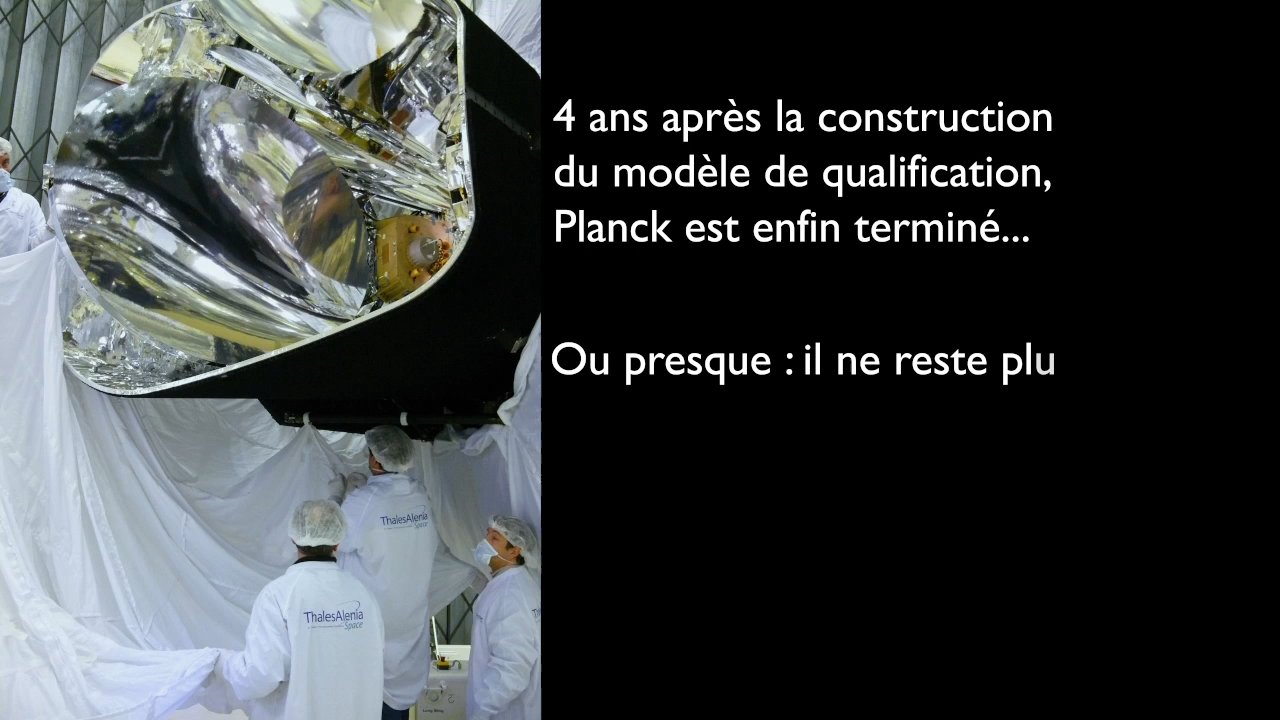 4 ans après la construction
du modèle de qualification,
Planck est enfin terminé...
Ou presque : il ne reste plu
ThalesAlenia
Space
ThalesAlenia
Space